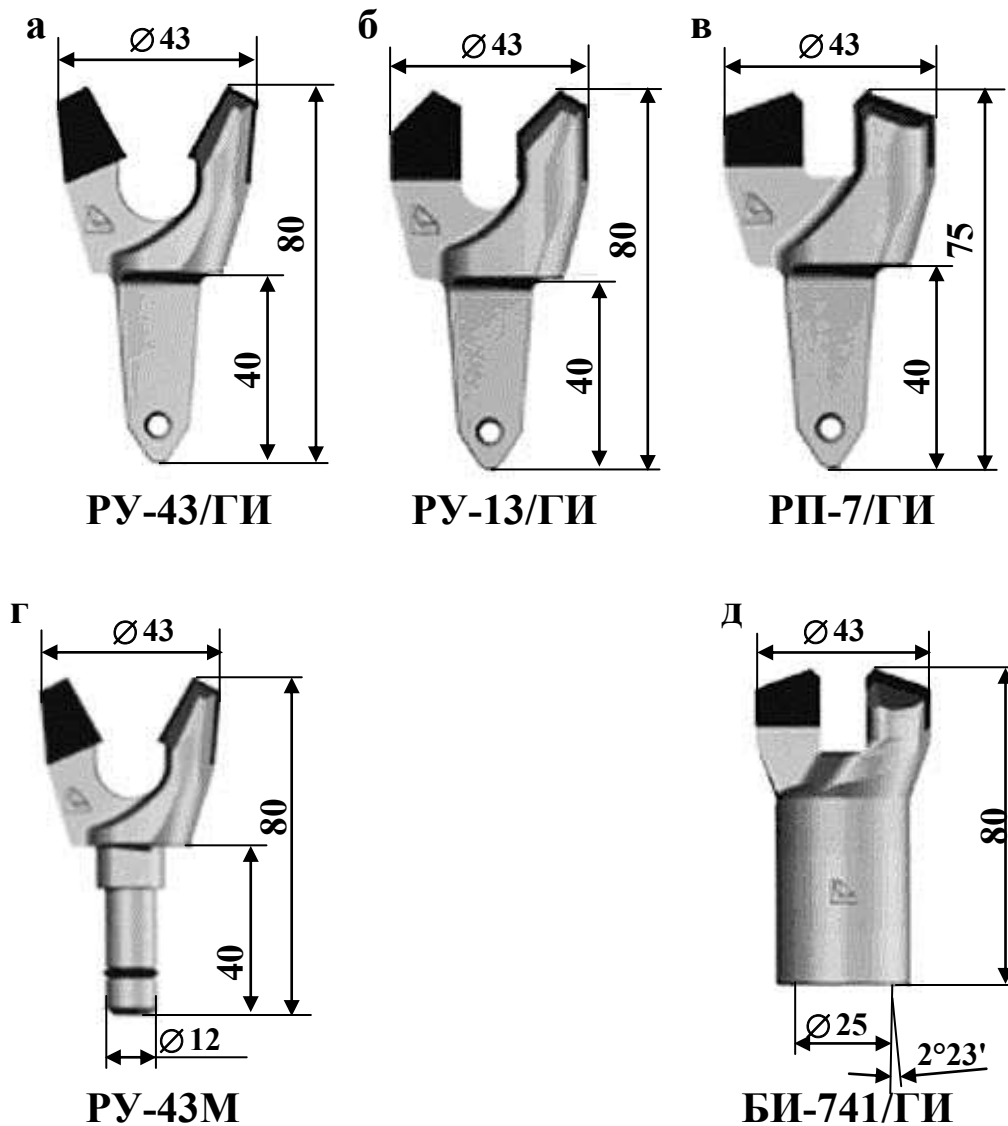 а б в
⌀ 43 ⌀ 43 ⌀ 43
80 80 75
40 40 40
РУ-43/ГИ РУ-13/ГИ РП-7/ГИ
г д
⌀ 43 ⌀ 43
80 80
40
⌀ 12 ⌀ 25
2°23'
РУ-43М БИ-741/ГИ